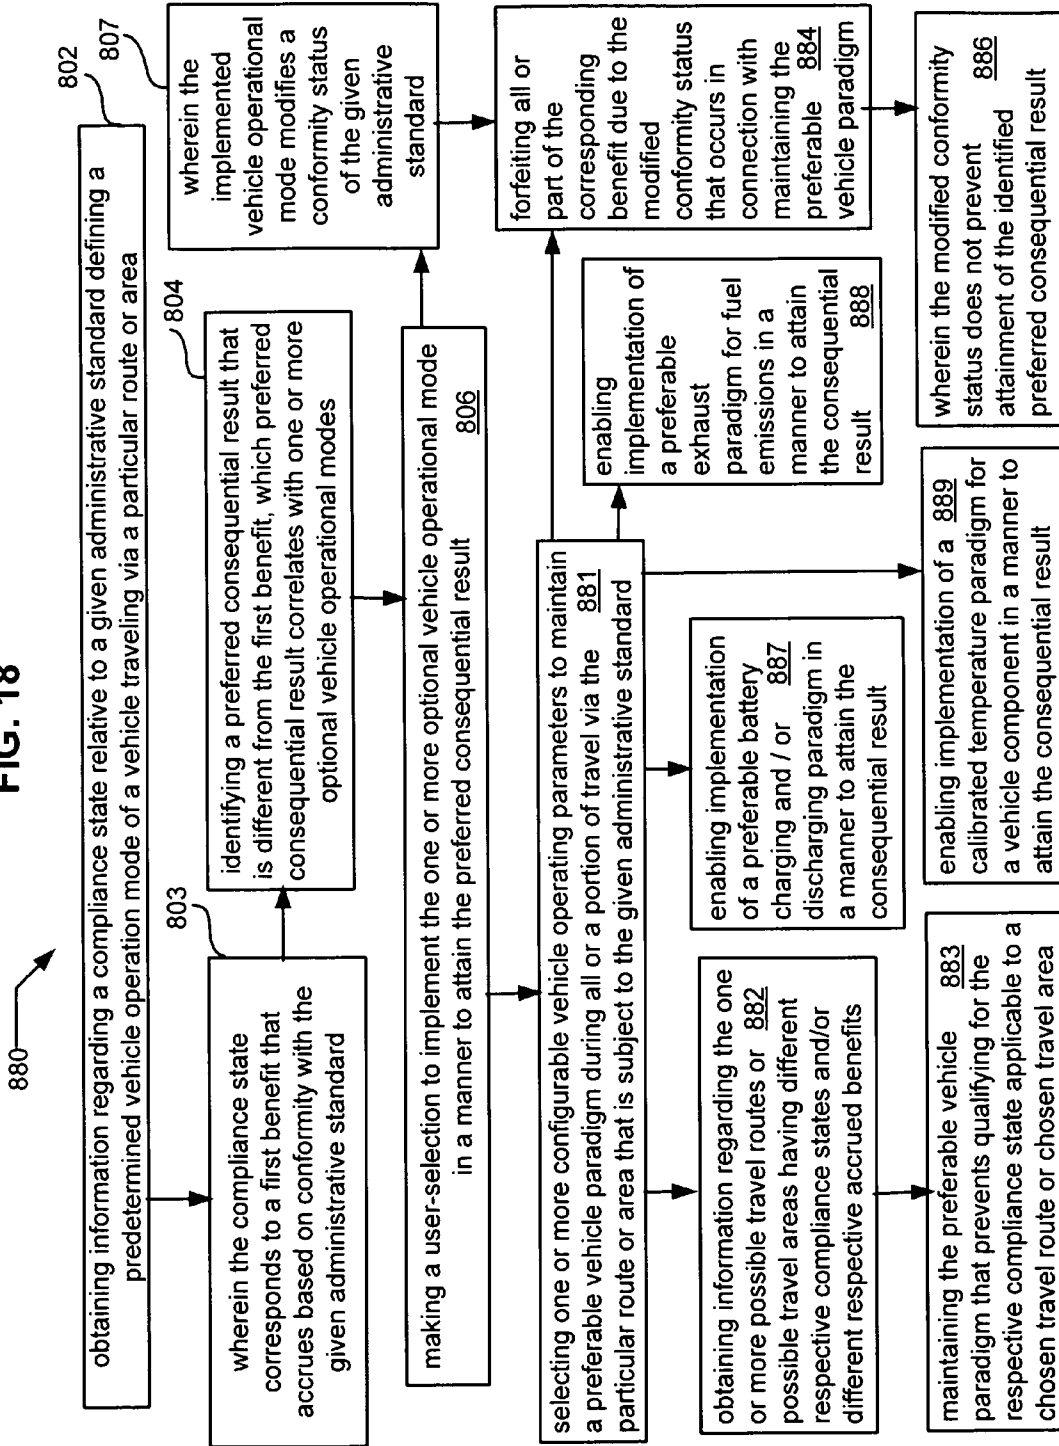 FIG. 18
880
802
obtaining information regarding a compliance state relative to a given administrative standard defining a
predetermined vehicle operation mode of a vehicle traveling via a particular route or area
803
wherein the compliance state
corresponds to a first benefit that
accrues based on conformity with the
given administrative standard
804
identifying a preferred consequential result that
is different from the first benefit, which preferred
consequential result correlates with one or more
optional vehicle operational modes
807
wherein the
implemented
vehicle operational
mode modifies a
conformity status
of the given
administrative
standard
making a user-selection to implement the one or more optional vehicle operational mode
in a manner to attain the preferred consequential result 806
selecting one or more configurable vehicle operating parameters to maintain
a preferable vehicle paradigm during all or a portion of travel via the 881
particular route or area that is subject to the given administrative standard
forfeiting all or
part of the
corresponding
benefit due to the
modified
conformity status
that occurs in
connection with
maintaining the
preferable 884
vehicle paradigm
obtaining information regarding the one
or more possible travel routes or 882
possible travel areas having different
respective compliance states and/or
different respective accrued benefits
enabling implementation
of a preferable battery
charging and / or 887
discharging paradigm in
a manner to attain the
consequential result
enabling
implementation of
a preferable
exhaust
paradigm for fuel
emissions in a
manner to attain
the consequential
result 888
maintaining the preferable vehicle 883
paradigm that prevents qualifying for the
respective compliance state applicable to a
chosen travel route or chosen travel area
enabling implementation of a 889
calibrated temperature paradigm for
a vehicle component in a manner to
attain the consequential result
wherein the modified conformity
status does not prevent 886
attainment of the identified
preferred consequential result